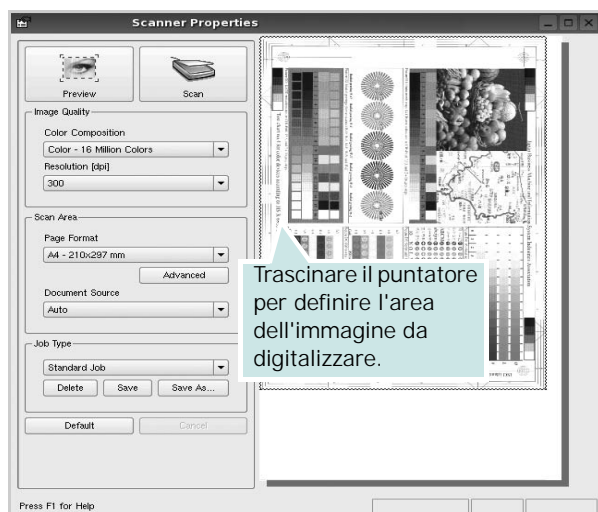 Scanner Properties
Preview
Scan
Image Quality
Color Composition
Color - 16 Million Colors
Resolution [dpi]
300
Scan Area
Page Format
A4 - 210x297 mm
Advanced
Document Source
Auto
Job Type
Standard Job
Delete
Save
Save As...
Default
Cancel
Press F1 for Help
Trascinare il puntatore
per definire l'area
dell'immagine da
digitalizzare.